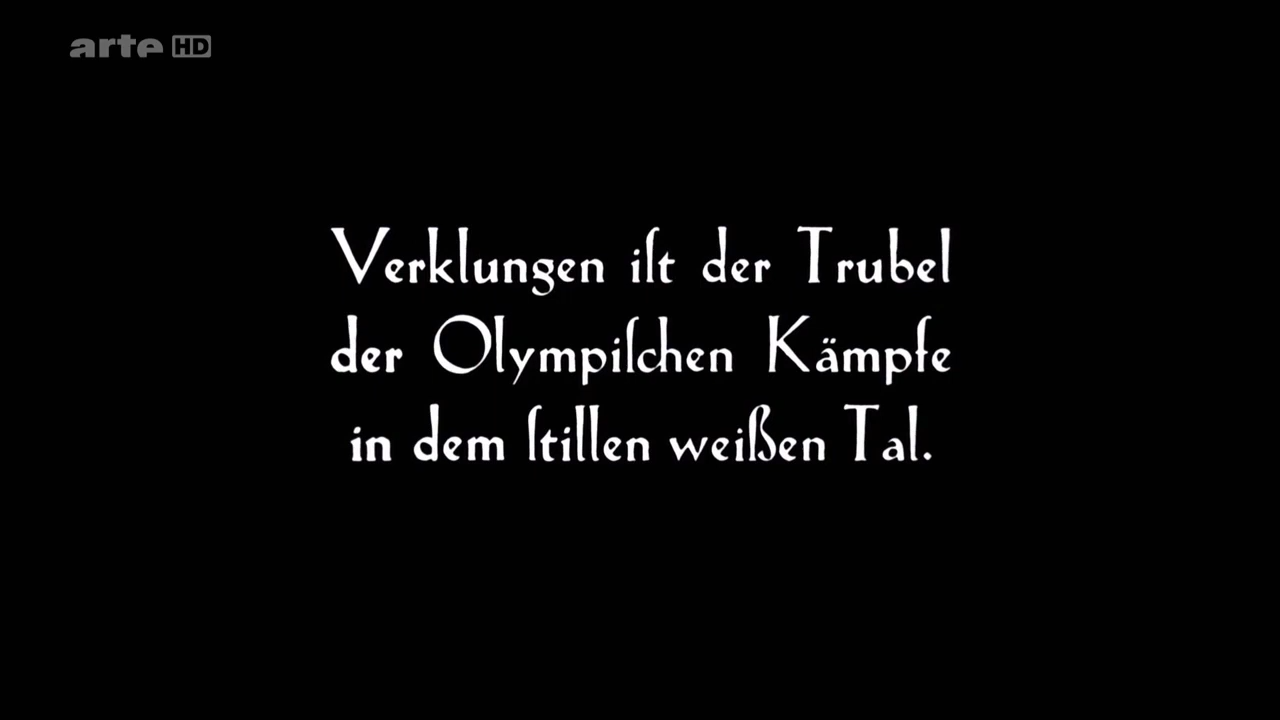 arte HD
Verklungen iſt der Trubel
der Olympiſchen Kämpfe
in dem ſtillen weißen Tal.